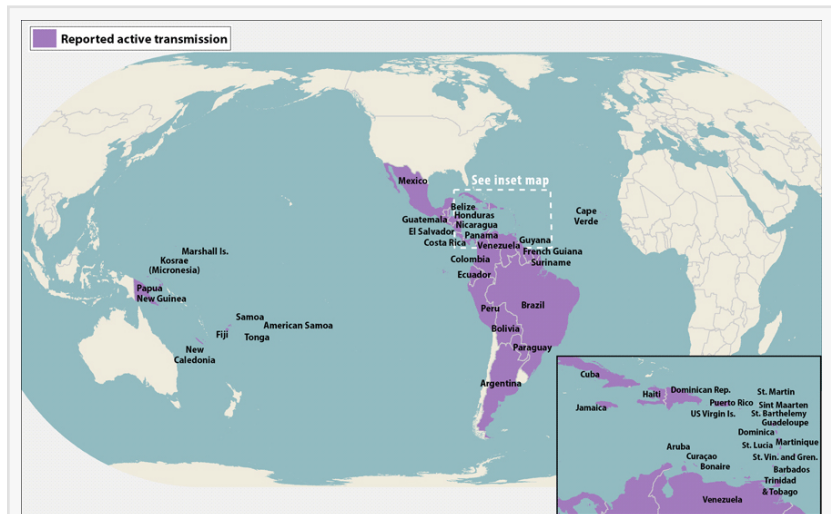 Reported active transmission
See inset map
Mexico
Belize
Guatemala
Honduras
Nicaragua
El Salvador
Panama
Costa Rica
Venezuela
Guyana
French Guiana
Suriname
Colombia
Ecuador
Cape
Verde
Marshall Is.
Kosrae
(Micronesia)
Papua
New Guinea
Samoa
American Samoa
Fiji
Tonga
New
Caledonia
Brazil
Peru
Bolivia
Paraguay
Argentina
Cuba
Haiti
Dominican Rep.
St. Martin
Jamaica
Puerto Rico
Sint Maarten
US Virgin Is.
St. Barthelemy
Guadeloupe
Dominica
Martinique
Aruba
St. Lucia
Curaçao
St. Vin. and Gren.
Bonaire
Barbados
Trinidad
& Tobago
Venezuela